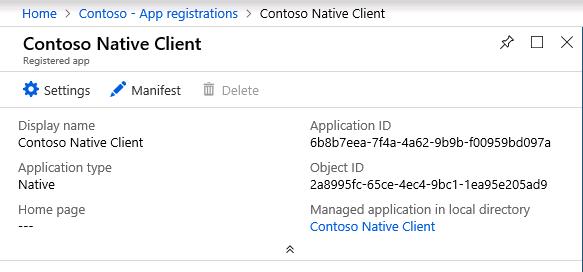 Home > Contoso - App registrations > Contoso Native Client
Contoso Native Client
Registered app
Settings Manifest Delete
Display name
Contoso Native Client
Application ID
6b8b7eea-7f4a-4a62-9b9b-f00959bd097a
Application type
Native
Object ID
2a8995fc-65ce-4ec4-9bc1-1ea95e205ad9
Home page
---
Managed application in local directory
Contoso Native Client